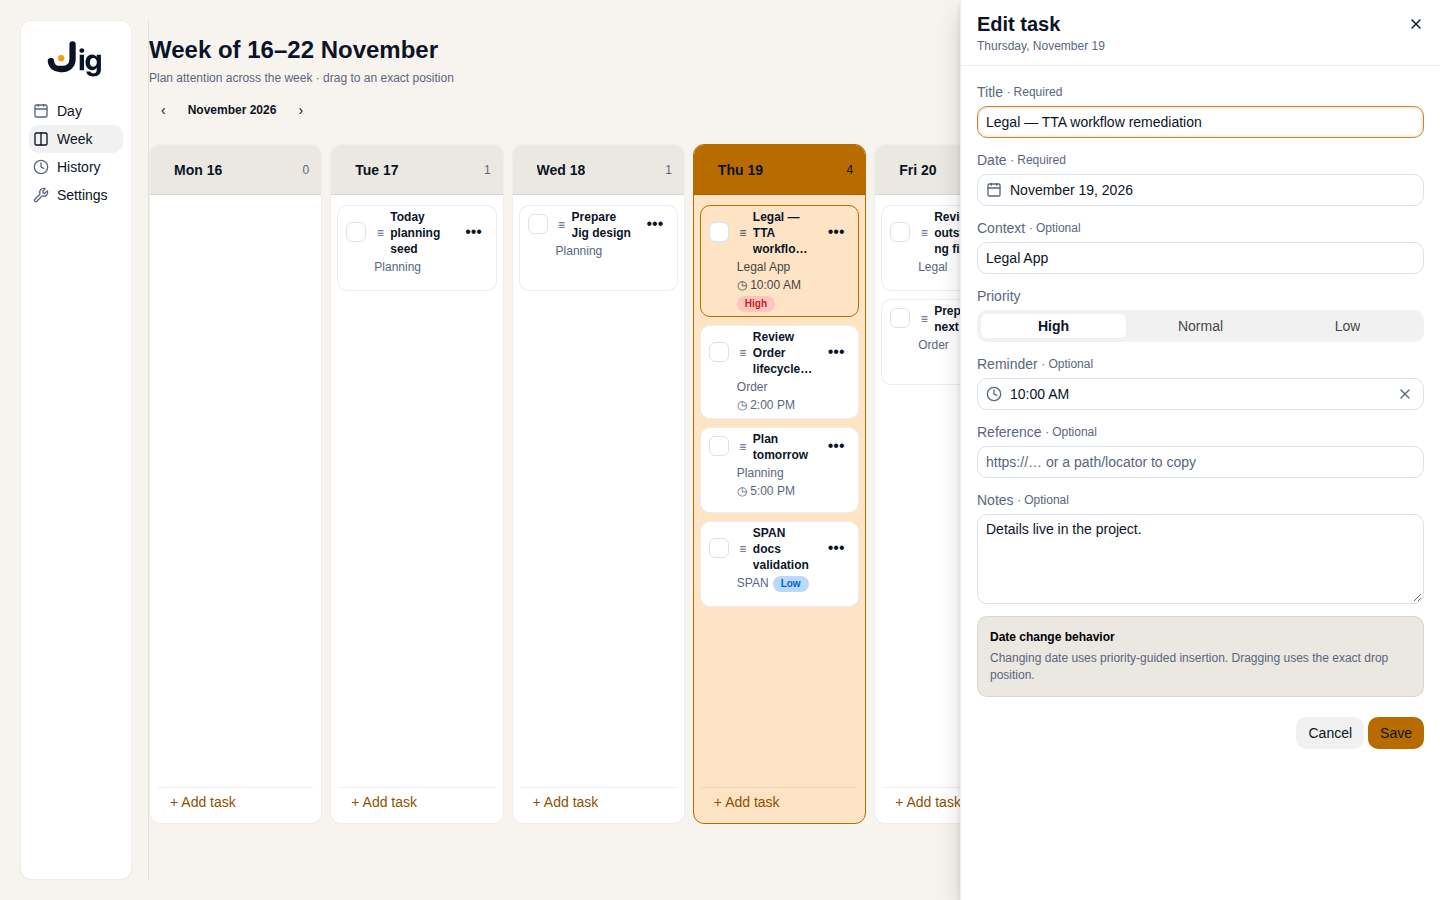 Jig
Day
Week
History
Settings
Week of 16–22 November
Plan attention across the week · drag to an exact position
‹ November 2026 ›
Mon 16 0
+ Add task
Tue 17 1
Today
planning
seed
•••
Planning
+ Add task
Wed 18 1
Prepare
Jig design
•••
Planning
+ Add task
Thu 19 4
Legal —
TTA
workflo…
•••
Legal App
10:00 AM
High
Review
Order
lifecycle…
•••
Order
2:00 PM
Plan
tomorrow
•••
Planning
5:00 PM
SPAN
docs
validation
•••
SPAN Low
+ Add task
Fri 20
Revi
outs
ng fi
Legal
Prep
next
Order
+ Add task
Edit task
Thursday, November 19
Title · Required
Legal — TTA workflow remediation
Date · Required
November 19, 2026
Context · Optional
Legal App
Priority
High Normal Low
Reminder · Optional
10:00 AM
Reference · Optional
https://… or a path/locator to copy
Notes · Optional
Details live in the project.
Date change behavior
Changing date uses priority-guided insertion. Dragging uses the exact drop
position.
Cancel Save